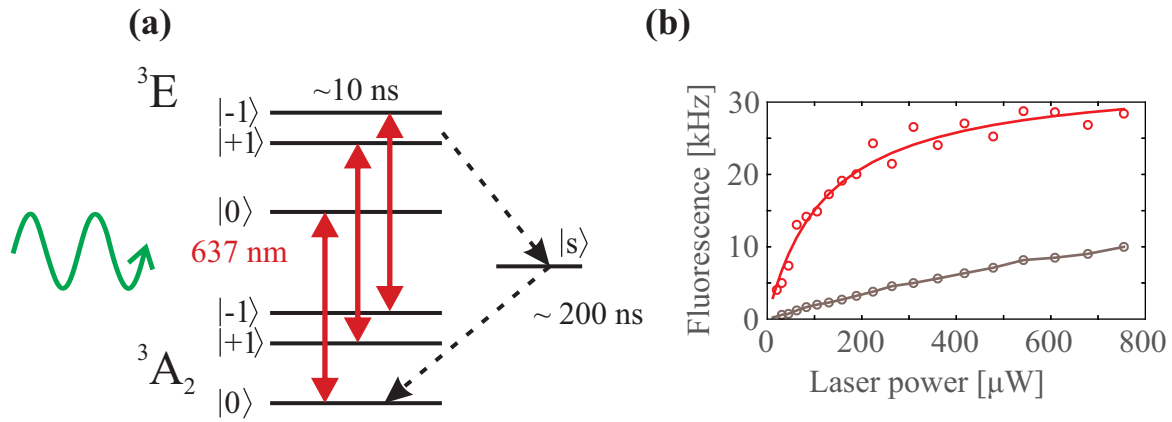 (a)
³E
~10 ns
|-1⟩
|+1⟩
|0⟩
637 nm
|s⟩
|-1⟩
~ 200 ns
|+1⟩
³A₂
|0⟩
(b)
Fluorescence [kHz]
30
20
10
0
0 200 400 600 800
Laser power [µW]